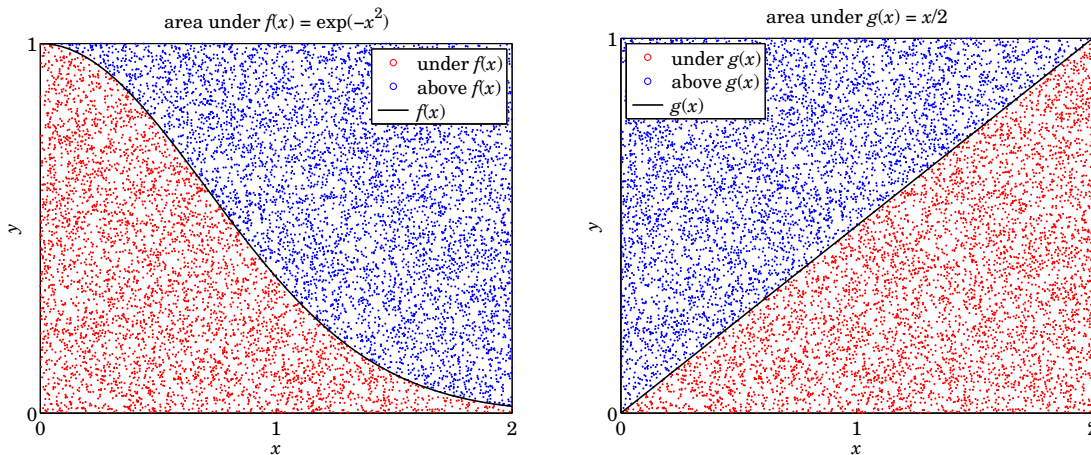 area under f(x) = exp(−x²)
1
under f(x)
above f(x)
f(x)
y
0
0 1 2
x
area under g(x) = x/2
1
under g(x)
above g(x)
g(x)
y
0
0 1 2
x